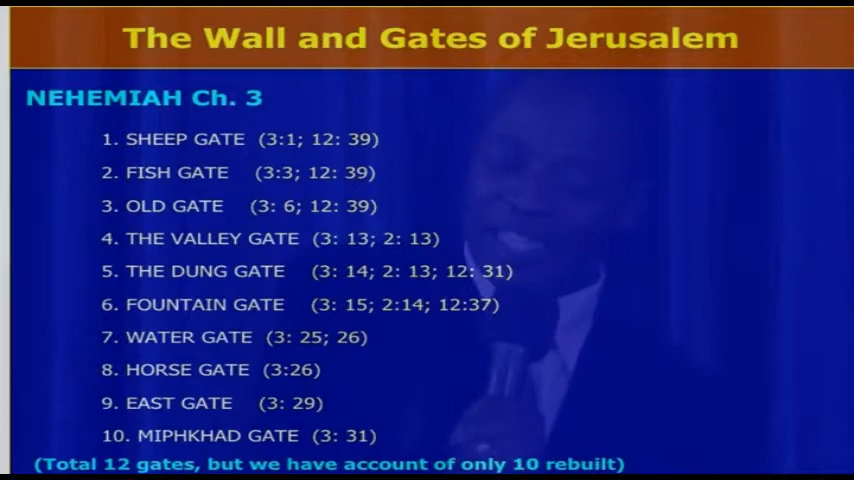 The Wall and Gates of Jerusalem
NEHEMIAH Ch. 3
1. SHEEP GATE (3:1; 12: 39)
2. FISH GATE (3:3; 12: 39)
3. OLD GATE (3: 6; 12: 39)
4. THE VALLEY GATE (3: 13; 2: 13)
5. THE DUNG GATE (3: 14; 2: 13; 12: 31)
6. FOUNTAIN GATE (3: 15; 2:14; 12:37)
7. WATER GATE (3: 25; 26)
8. HORSE GATE (3:26)
9. EAST GATE (3: 29)
10. MIPHKHAD GATE (3: 31)
(Total 12 gates, but we have account of only 10 rebuilt)